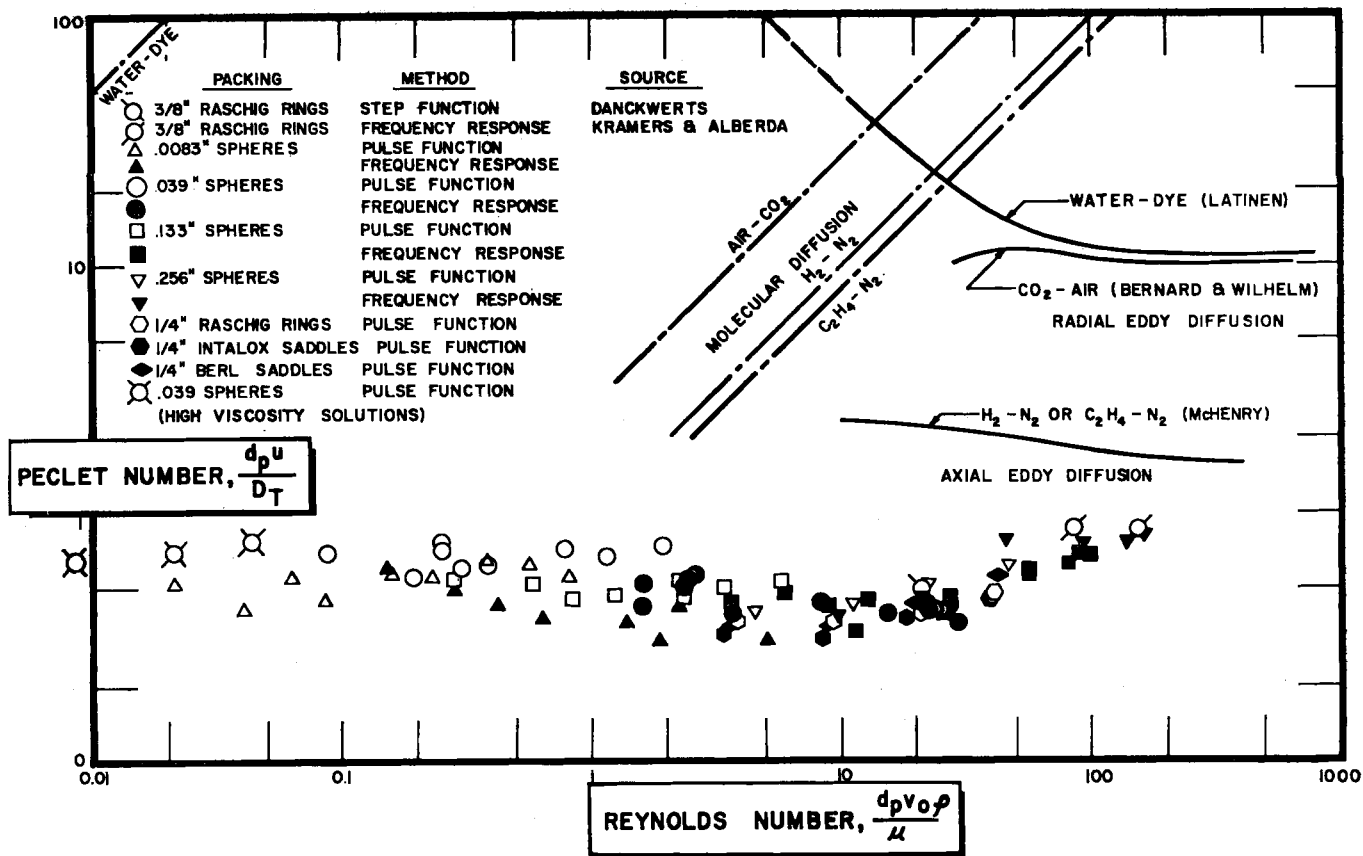 100
WATER-DYE
PACKING METHOD SOURCE
3/8" RASCHIG RINGS STEP FUNCTION DANCKWERTS
3/8" RASCHIG RINGS FREQUENCY RESPONSE KRAMERS & ALBERDA
.0083" SPHERES PULSE FUNCTION
FREQUENCY RESPONSE
.039" SPHERES PULSE FUNCTION
FREQUENCY RESPONSE
.133" SPHERES PULSE FUNCTION
FREQUENCY RESPONSE
.256" SPHERES PULSE FUNCTION
FREQUENCY RESPONSE
1/4" RASCHIG RINGS PULSE FUNCTION
1/4" INTALOX SADDLES PULSE FUNCTION
1/4" BERL SADDLES PULSE FUNCTION
.039 SPHERES PULSE FUNCTION
(HIGH VISCOSITY SOLUTIONS)
AIR-CO₂
MOLECULAR DIFFUSION
H₂-N₂
C₂H₄-N₂
WATER-DYE (LATINEN)
10
CO₂-AIR (BERNARD & WILHELM)
RADIAL EDDY DIFFUSION
H₂-N₂ OR C₂H₄-N₂ (McHENRY)
AXIAL EDDY DIFFUSION
PECLET NUMBER, dₚu/D_T
0
0.01 0.1 1 10 100 1000
REYNOLDS NUMBER, dₚv₀ρ/μ